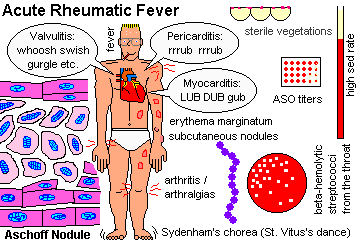 Acute Rheumatic Fever
Valvulitis:
whoosh swish
gurgle etc.
fever
Pericarditis:
rrrub rrrub
Myocarditis:
LUB DUB gub
sterile vegetations
ASO titers
high sed rate
erythema marginatum
subcutaneous nodules
arthritis /
arthralgias
beta-hemolytic
streptococci
from the throat
Aschoff Nodule
Sydenham's chorea (St. Vitus's dance)